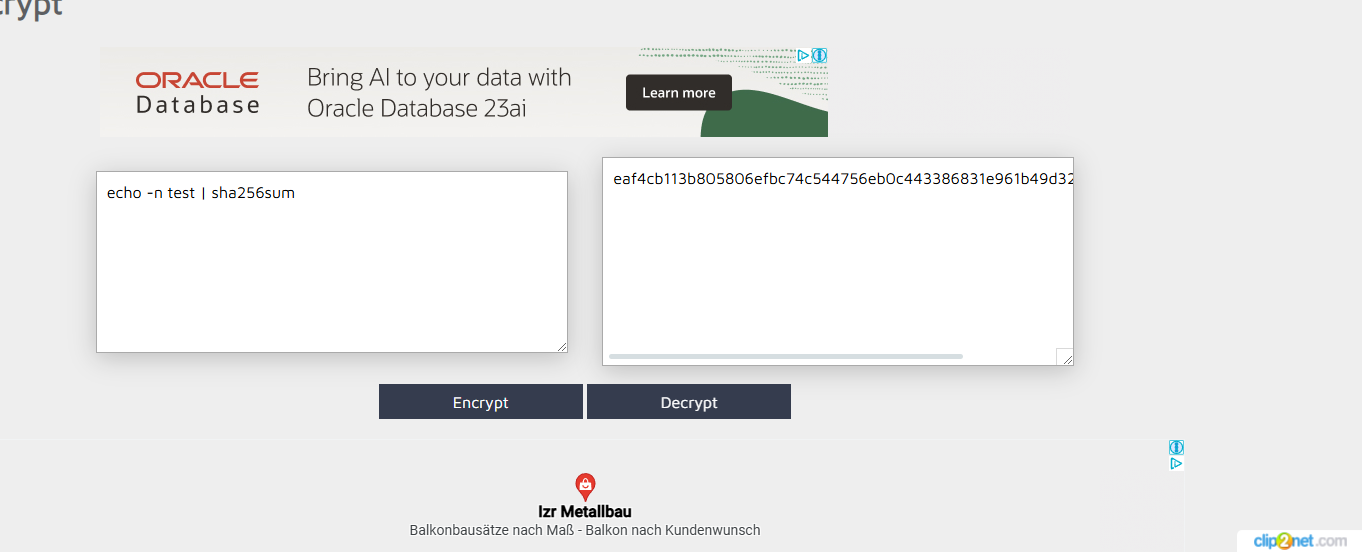 crypt
ORACLE
Database
Bring AI to your data with
Oracle Database 23ai
Learn more
echo -n test | sha256sum
eaf4cb113b805806efbc74c544756eb0c443386831e961b49d32
Encrypt
Decrypt
Izr Metallbau
Balkonbausätze nach Maß - Balkon nach Kundenwunsch
clip2net.com